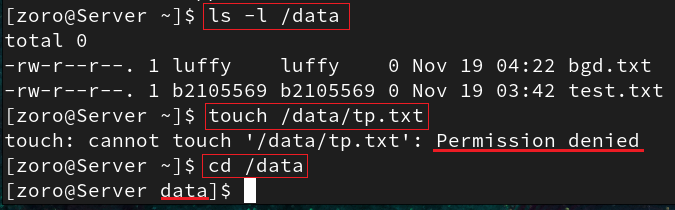 [zoro@Server ~]$ ls -l /data
total 0
-rw-r--r--. 1 luffy    luffy    0 Nov 19 04:22 bgd.txt
-rw-r--r--. 1 b2105569 b2105569 0 Nov 19 03:42 test.txt
[zoro@Server ~]$ touch /data/tp.txt
touch: cannot touch '/data/tp.txt': Permission denied
[zoro@Server ~]$ cd /data
[zoro@Server data]$